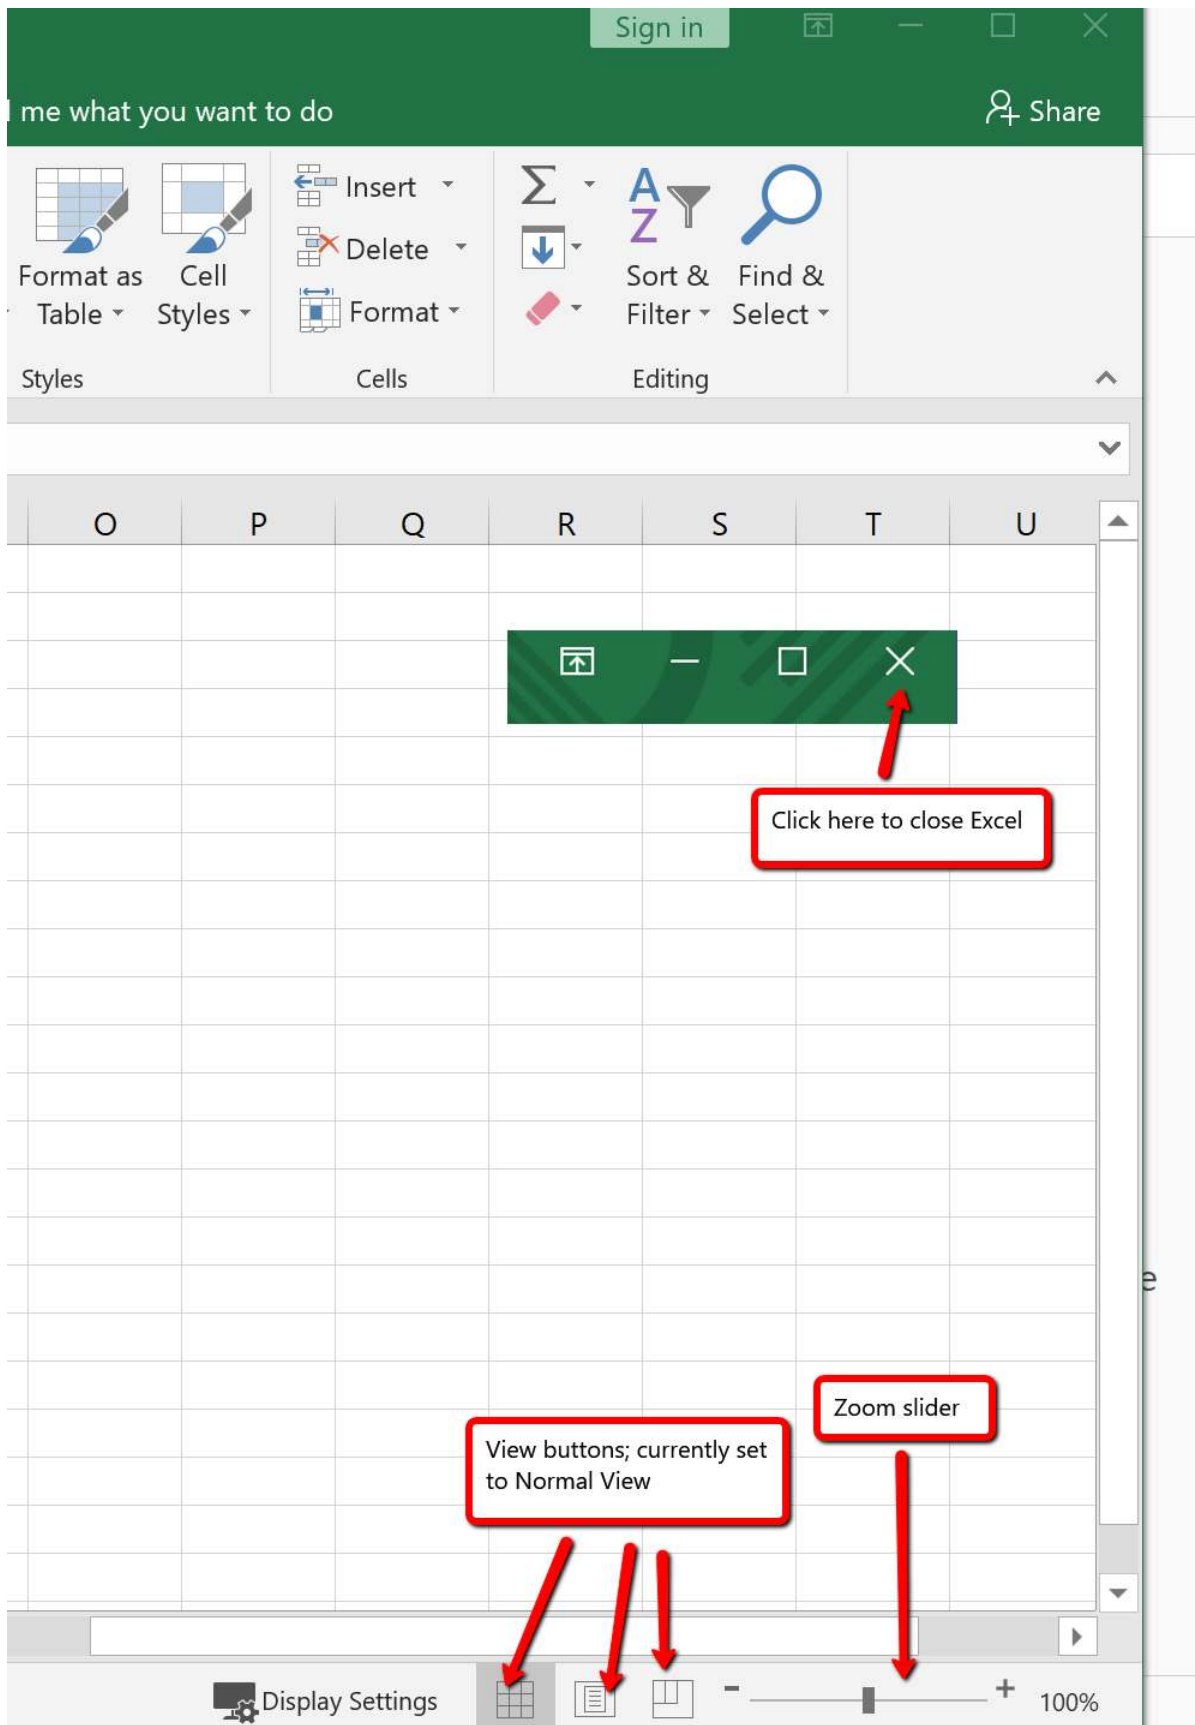 Sign in
me what you want to do
Share
Insert
Delete
Format
Format as
Table
Cell
Styles
A
Z
Sort &
Filter
Find &
Select
Styles
Cells
Editing
O P Q R S T U
Click here to close Excel
e
Zoom slider
View buttons; currently set
to Normal View
Display Settings
- + 100%